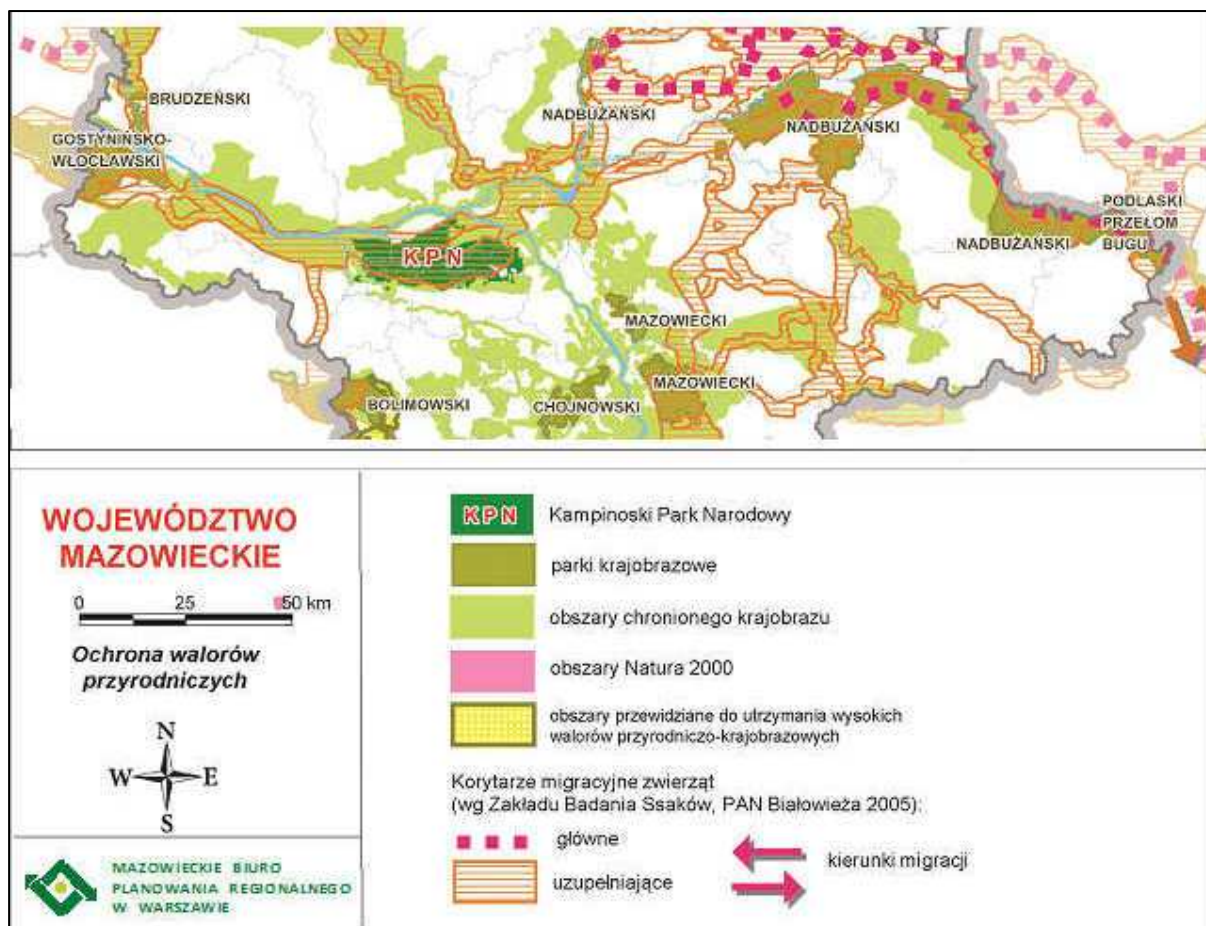 BRUDZEŃSKI
GOSTYNIŃSKO-
WŁOCŁAWSKI
NADBUŻAŃSKI
NADBUŻAŃSKI
PODLASKI
PRZEŁOM
BUGU
NADBUŻAŃSKI
KPN
MAZOWIECKI
MAZOWIECKI
BOLIMOWSKI
CHOJNOWSKI
WOJEWÓDZTWO
MAZOWIECKIE
0 25 50 km
Ochrona walorów
przyrodniczych
N
W E
S
MAZOWIECKIE BIURO
PLANOWANIA REGIONALNEGO
W WARSZAWIE
KPN Kampinoski Park Narodowy
parki krajobrazowe
obszary chronionego krajobrazu
obszary Natura 2000
obszary przewidziane do utrzymania wysokich
walorów przyrodniczo-krajobrazowych
Korytarze migracyjne zwierząt
(wg Zakładu Badania Ssaków, PAN Białowieża 2005):
główne
uzupełniające
kierunki migracji